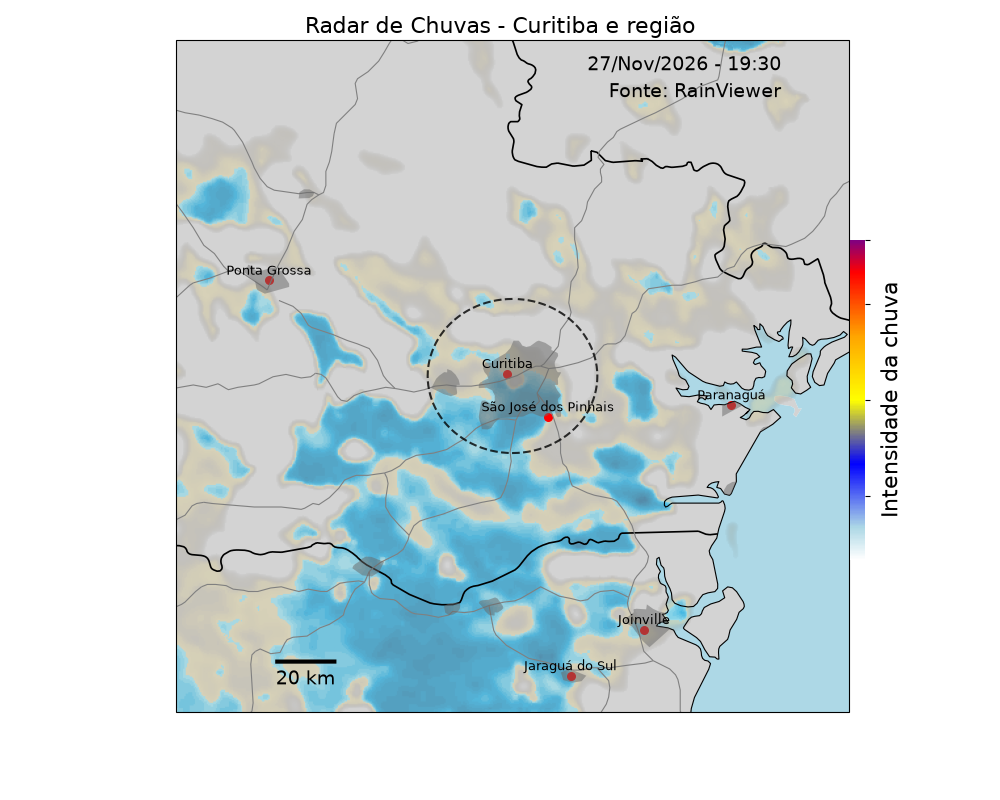 Radar de Chuvas - Curitiba e região
27/Nov/2026 - 19:30
Fonte: RainViewer
Ponta Grossa
Curitiba
São José dos Pinhais
Paranaguá
Joinville
Jaraguá do Sul
20 km
Intensidade da chuva